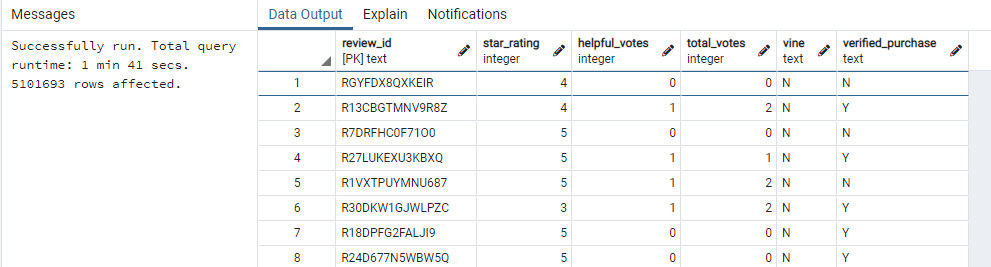 Messages
Successfully run. Total query
runtime: 1 min 41 secs.
5101693 rows affected.
Data Output Explain Notifications
review_id star_rating helpful_votes total_votes vine verified_purchase
[PK] text integer integer integer text text
1 RGYFDX8QXKEIR 4 0 0 N N
2 R13CBGTMNV9R8Z 4 1 2 N Y
3 R7DRFHC0F71O0 5 0 0 N N
4 R27LUKEXU3KBXQ 5 1 1 N Y
5 R1VXTPUYMNU687 5 1 2 N N
6 R30DKW1GJWLPZC 3 1 2 N Y
7 R18DPFG2FALJI9 5 0 0 N Y
8 R24D677N5WBW5Q 5 0 0 N Y